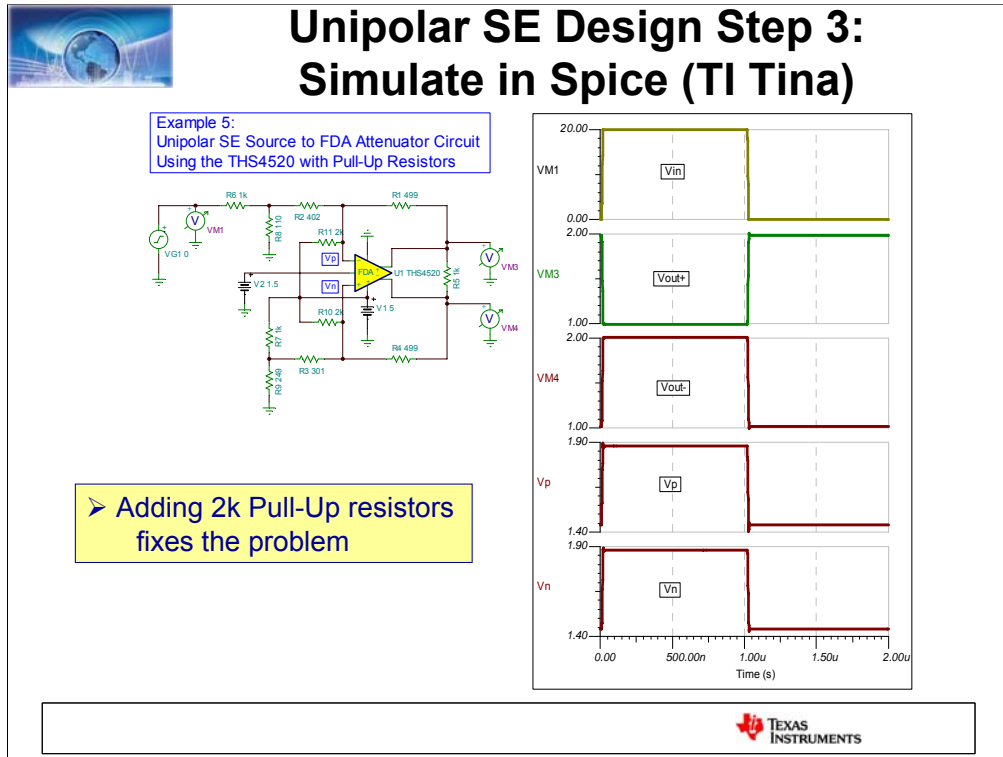 Unipolar SE Design Step 3:
Simulate in Spice (TI Tina)
Example 5:
Unipolar SE Source to FDA Attenuator Circuit
Using the THS4520 with Pull-Up Resistors
R6 1k
R1 499
VM1
R8 110
R2 402
R11 2k
VG1 0
Vp
FDA
U1 THS4520
R5 1k
VM3
V2 1.5
Vn
V1 5
R10 2k
VM4
R7 1k
R4 499
R3 301
R9 249
➢ Adding 2k Pull-Up resistors
fixes the problem
20.00
VM1
Vin
0.00
2.00
VM3
Vout+
1.00
2.00
VM4
Vout-
1.00
1.90
Vp
Vp
1.40
1.90
Vn
Vn
1.40
0.00 500.00n 1.00u 1.50u 2.00u
Time (s)
TEXAS
INSTRUMENTS